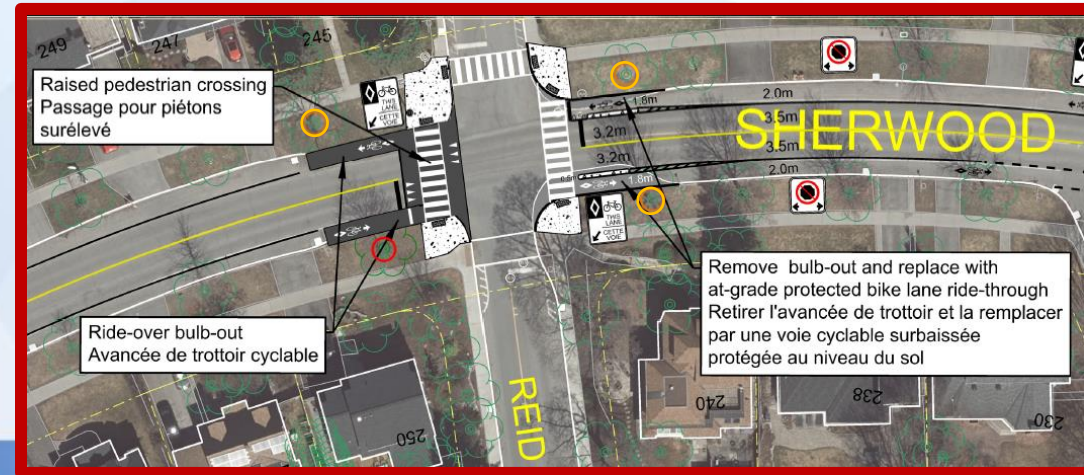 249
247
245
Raised pedestrian crossing
Passage pour piétons
surélevé
THIS
LANE
CETTE
VOIE
1.8m
2.0m
3.5m
3.2m
SHERWOOD
3.5m
3.2m
2.0m
1.8m
THIS
LANE
CETTE
VOIE
Ride-over bulb-out
Avancée de trottoir cyclable
Remove bulb-out and replace with
at-grade protected bike lane ride-through
Retirer l'avancée de trottoir et la remplacer
par une voie cyclable surbaissée
protégée au niveau du sol
REID
250
240
238
230